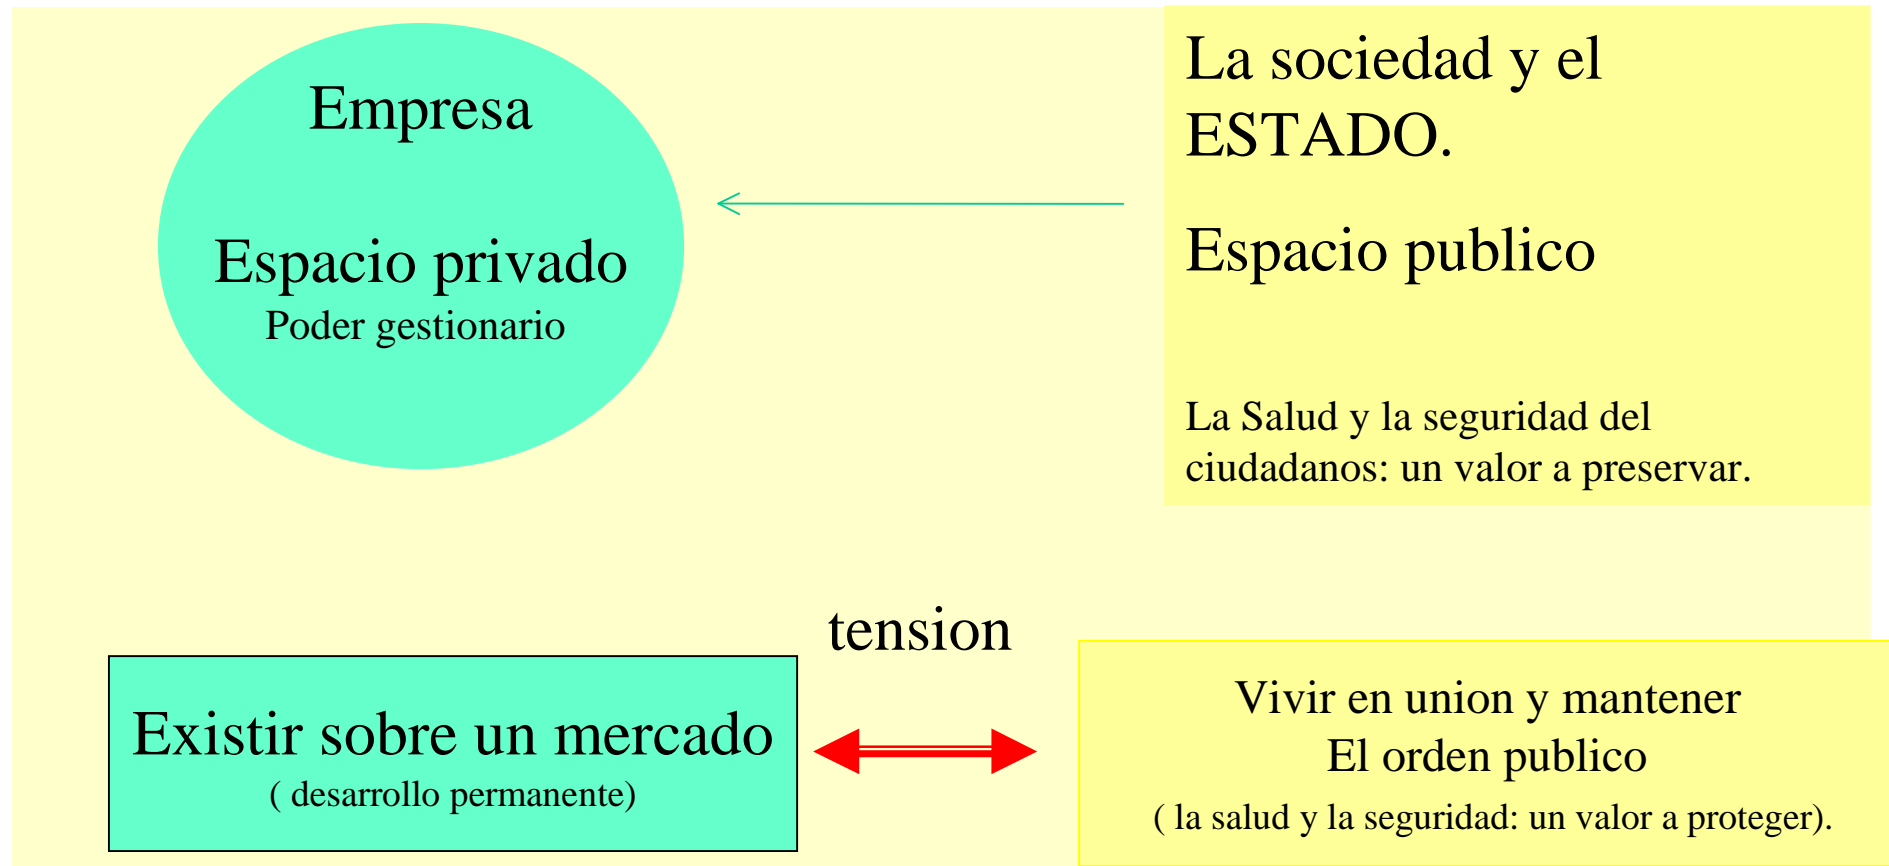 Empresa
Espacio privado
Poder gestionario
La sociedad y el
ESTADO.
Espacio publico
La Salud y la seguridad del
ciudadanos: un valor a preservar.
tension
Existir sobre un mercado
( desarrollo permanente)
Vivir en union y mantener
El orden publico
( la salud y la seguridad: un valor a proteger).